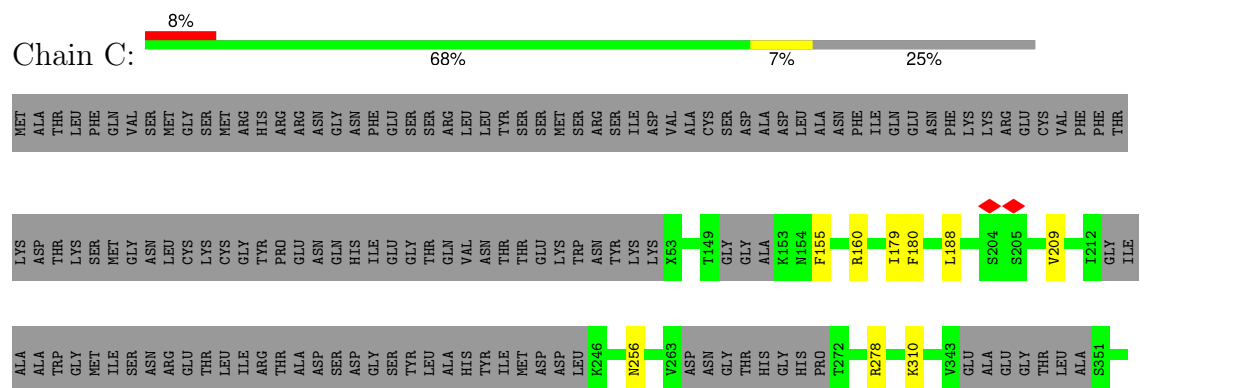 8%
Chain C:
68% 7% 25%
MET ALA THR LEU PHE GLN VAL SER MET GLY SER MET ARG HIS ARG ARG ASN GLY ASN PHE GLU SER SER ARG LEU LEU TYR SER SER MET SER ARG SER ILE ASP VAL ALA CYS SER ASP ALA ASP LEU ALA ASN PHE ILE GLN GLU ASN PHE LYS LYS ARG GLU CYS VAL PHE PHE THR
LYS ASP THR LYS SER MET GLY ASN LEU CYS LYS CYS GLY TYR PRO GLU ASN GLN HIS ILE GLU GLY THR GLN VAL ASN THR THR GLU LYS TRP ASN TYR LYS LYS X53 T149 GLY GLY ALA K153 N154 F155 R160 I179 F180 L188 S204 S205 V209 I212 GLY ILE
ALA ALA TRP GLY MET ILE SER ASN ARG GLU THR LEU ILE ARG THR ALA ASP SER ASP GLY SER TYR LEU ALA HIS TYR ILE MET ASP ASP LEU K246 N256 V263 ASP ASN GLY THR HIS GLY HIS PRO T272 R278 K310 V343 GLU ALA GLU GLY THR LEU ALA S351